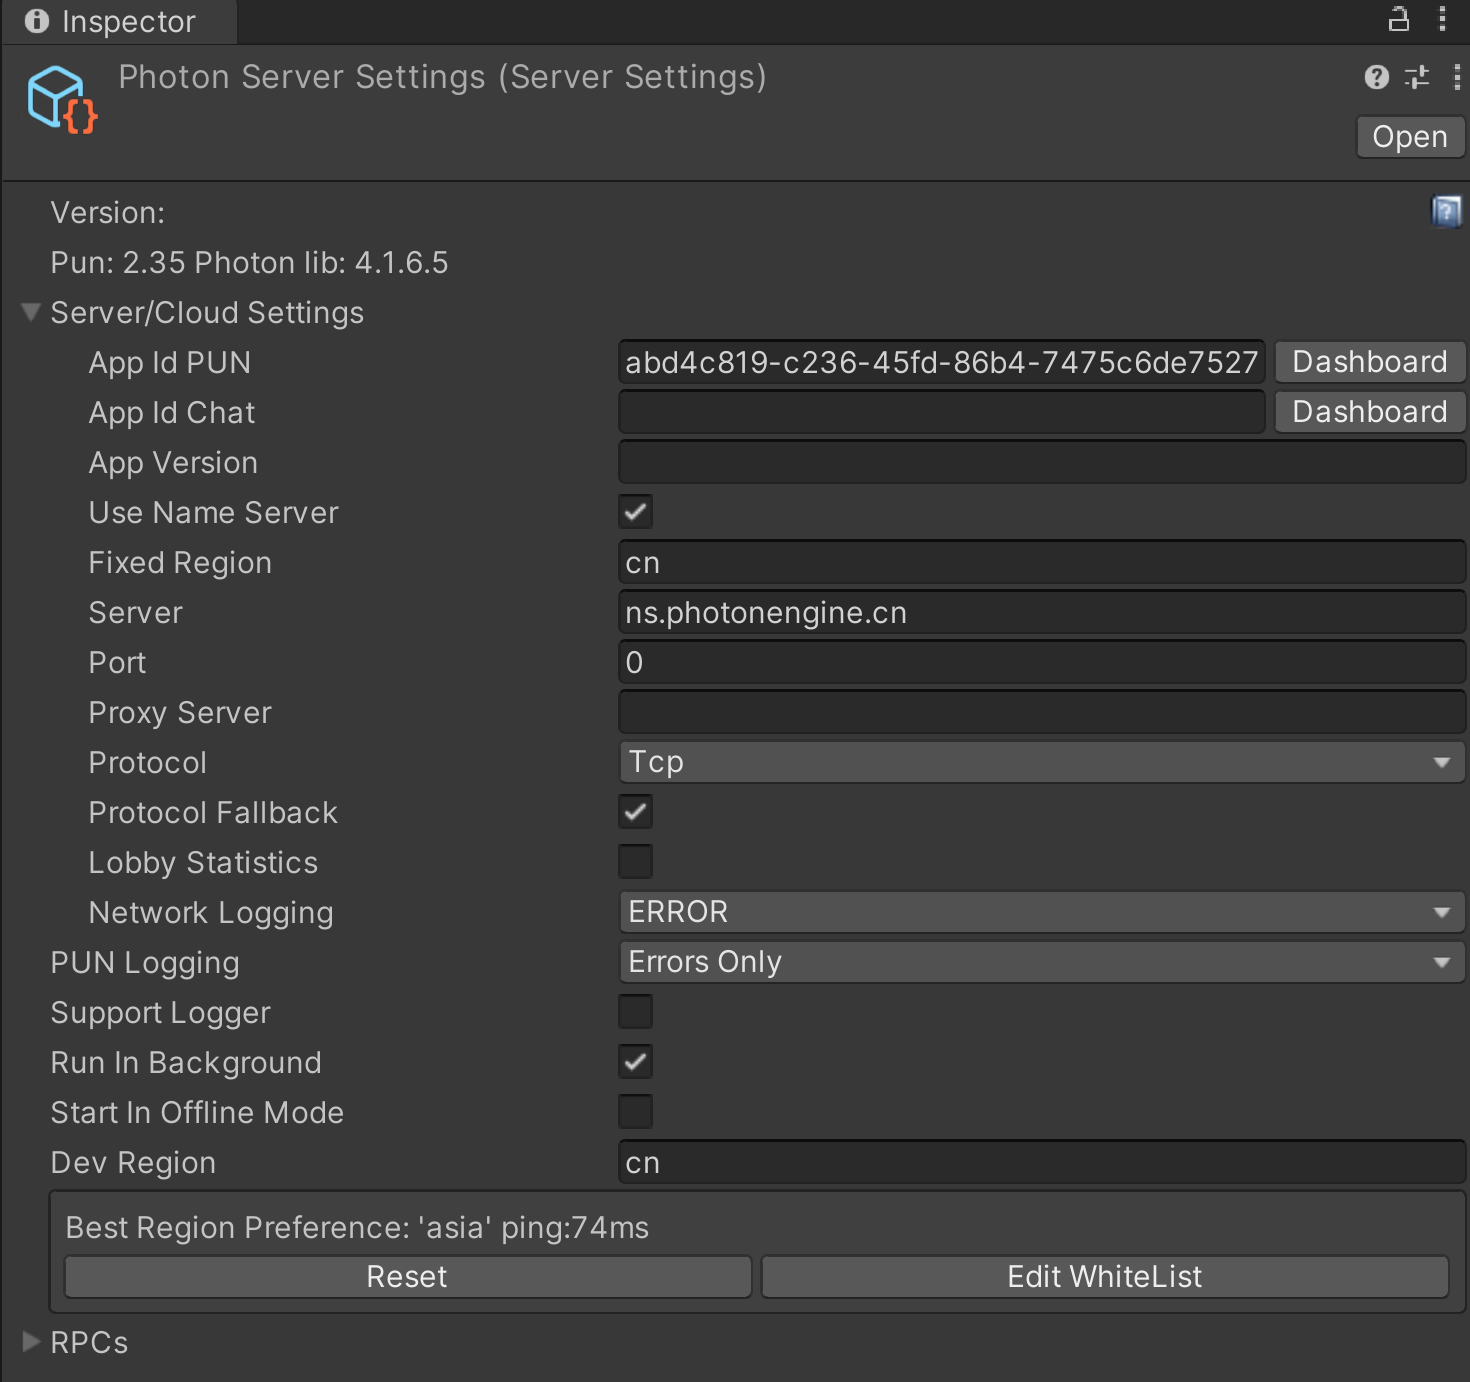 Inspector
Photon Server Settings (Server Settings)
Open
Version:
Pun: 2.35 Photon lib: 4.1.6.5
Server/Cloud Settings
App Id PUN abd4c819-c236-45fd-86b4-7475c6de7527 Dashboard
App Id Chat Dashboard
App Version
Use Name Server
Fixed Region cn
Server ns.photonengine.cn
Port 0
Proxy Server
Protocol Tcp
Protocol Fallback
Lobby Statistics
Network Logging ERROR
PUN Logging Errors Only
Support Logger
Run In Background
Start In Offline Mode
Dev Region cn
Best Region Preference: 'asia' ping:74ms
Reset Edit WhiteList
RPCs